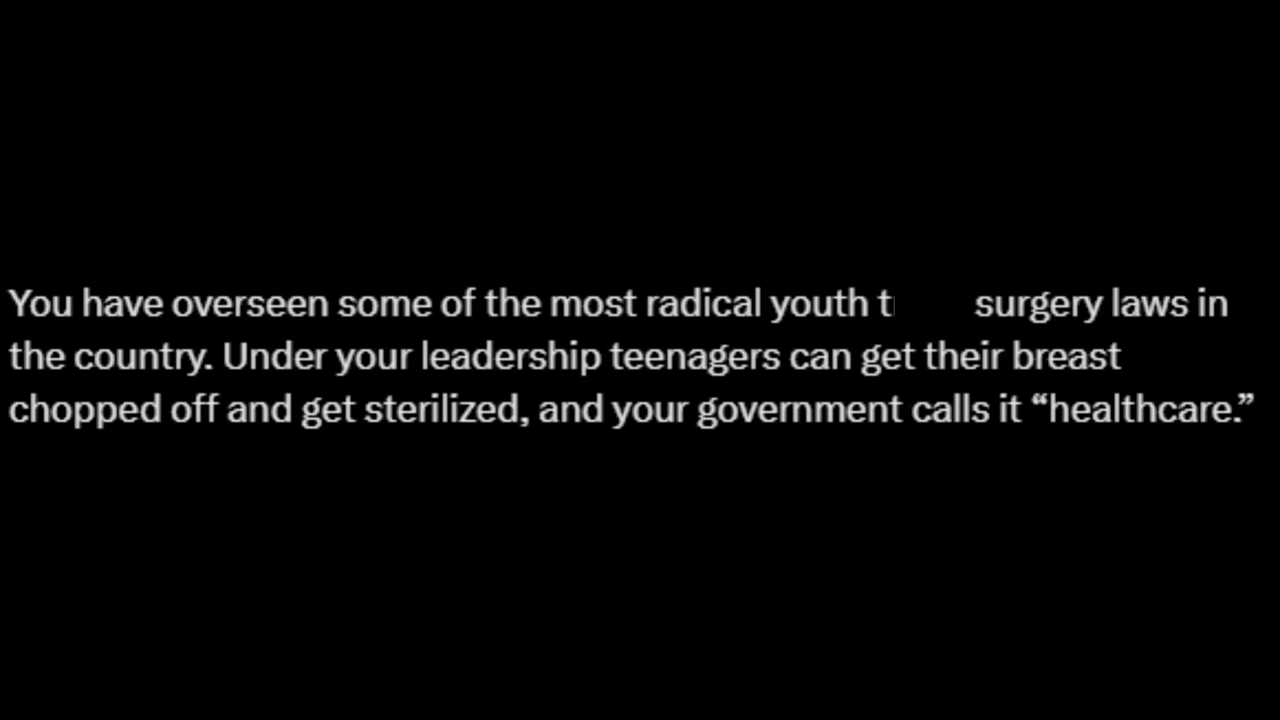 You have overseen some of the most radical youth surgery laws in
the country. Under your leadership teenagers can get their breast
chopped off and get sterilized, and your government calls it “healthcare.”